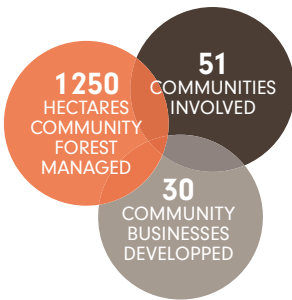 1250
HECTARES
COMMUNITY
FOREST
MANAGED
51
COMMUNITIES
INVOLVED
30
COMMUNITY
BUSINESSES
DEVELOPPED